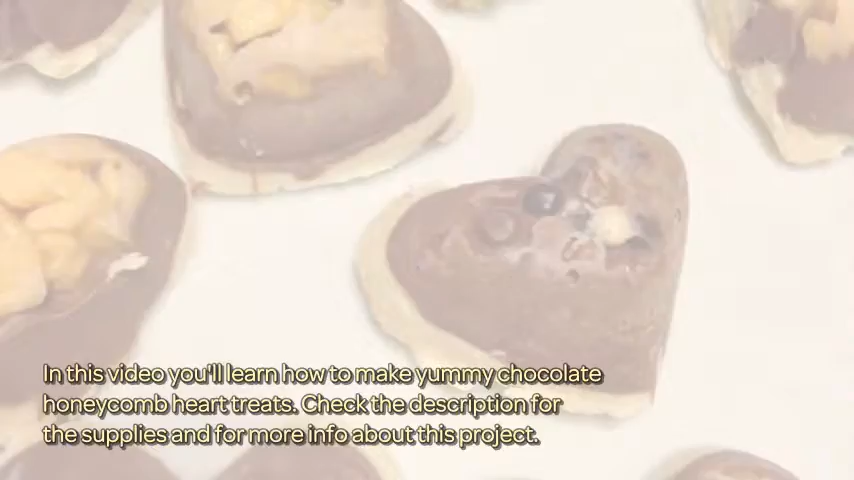 In this video you'll learn how to make yummy chocolate
honeycomb heart treats. Check the description for
the supplies and for more info about this project.